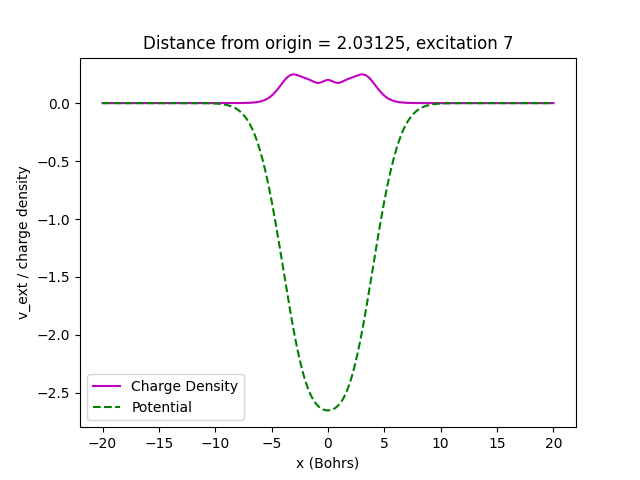 Distance from origin = 2.03125, excitation 7
v_ext / charge density
0.0
−0.5
−1.0
−1.5
−2.0
−2.5
Charge Density
Potential
−20 −15 −10 −5 0 5 10 15 20
x (Bohrs)